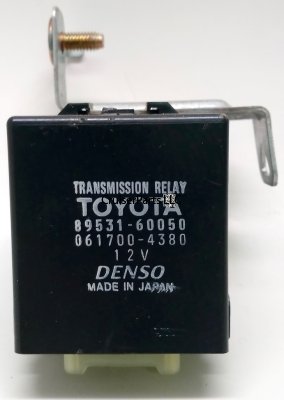 TRANSMISSION RELAY
TOYOTA
89531-60050
061700-4380
12V
DENSO
MADE IN JAPAN